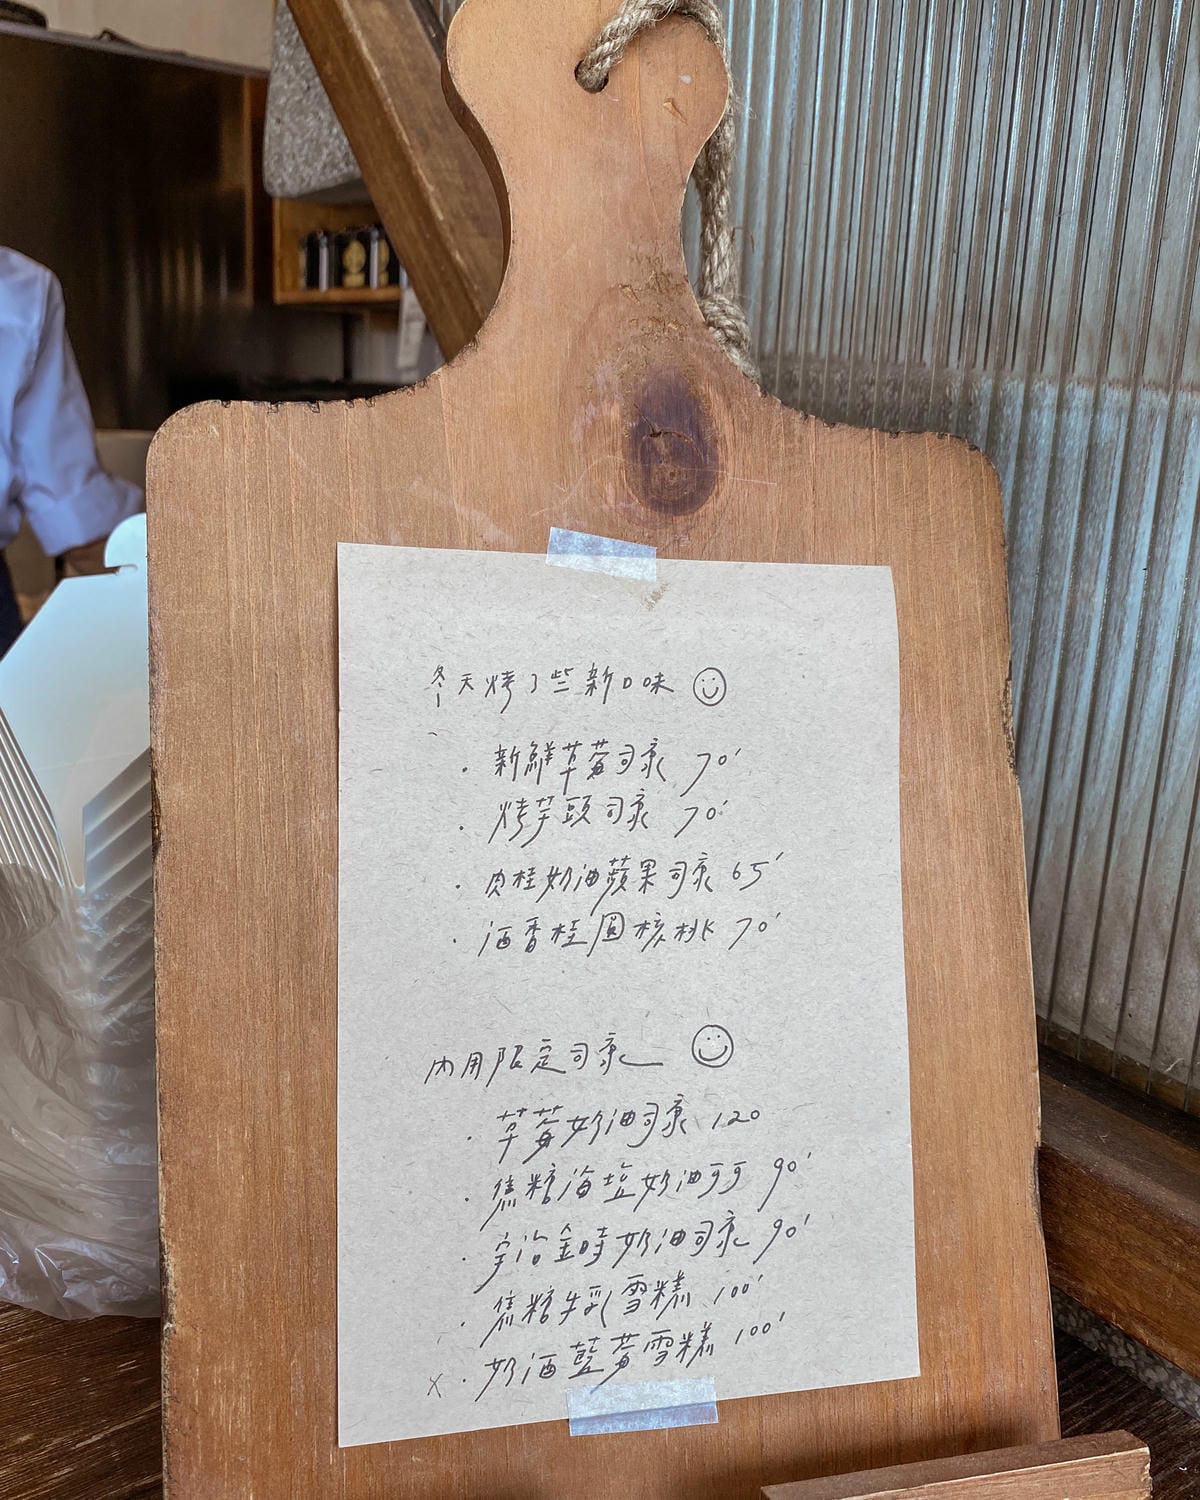 冬天烤了些新口味
· 新鮮草莓司康 70'
· 烤芋頭司康 70'
· 肉桂奶油蘋果司康 65'
· 酒香桂圓核桃 70'
內用限定司康
· 草莓奶油司康 120
· 焦糖海塩奶油可可 90'
· 宇治金時奶油司康 90'
· 焦糖牛乳雪糕 100'
x · 奶酒藍莓雪糕 100'